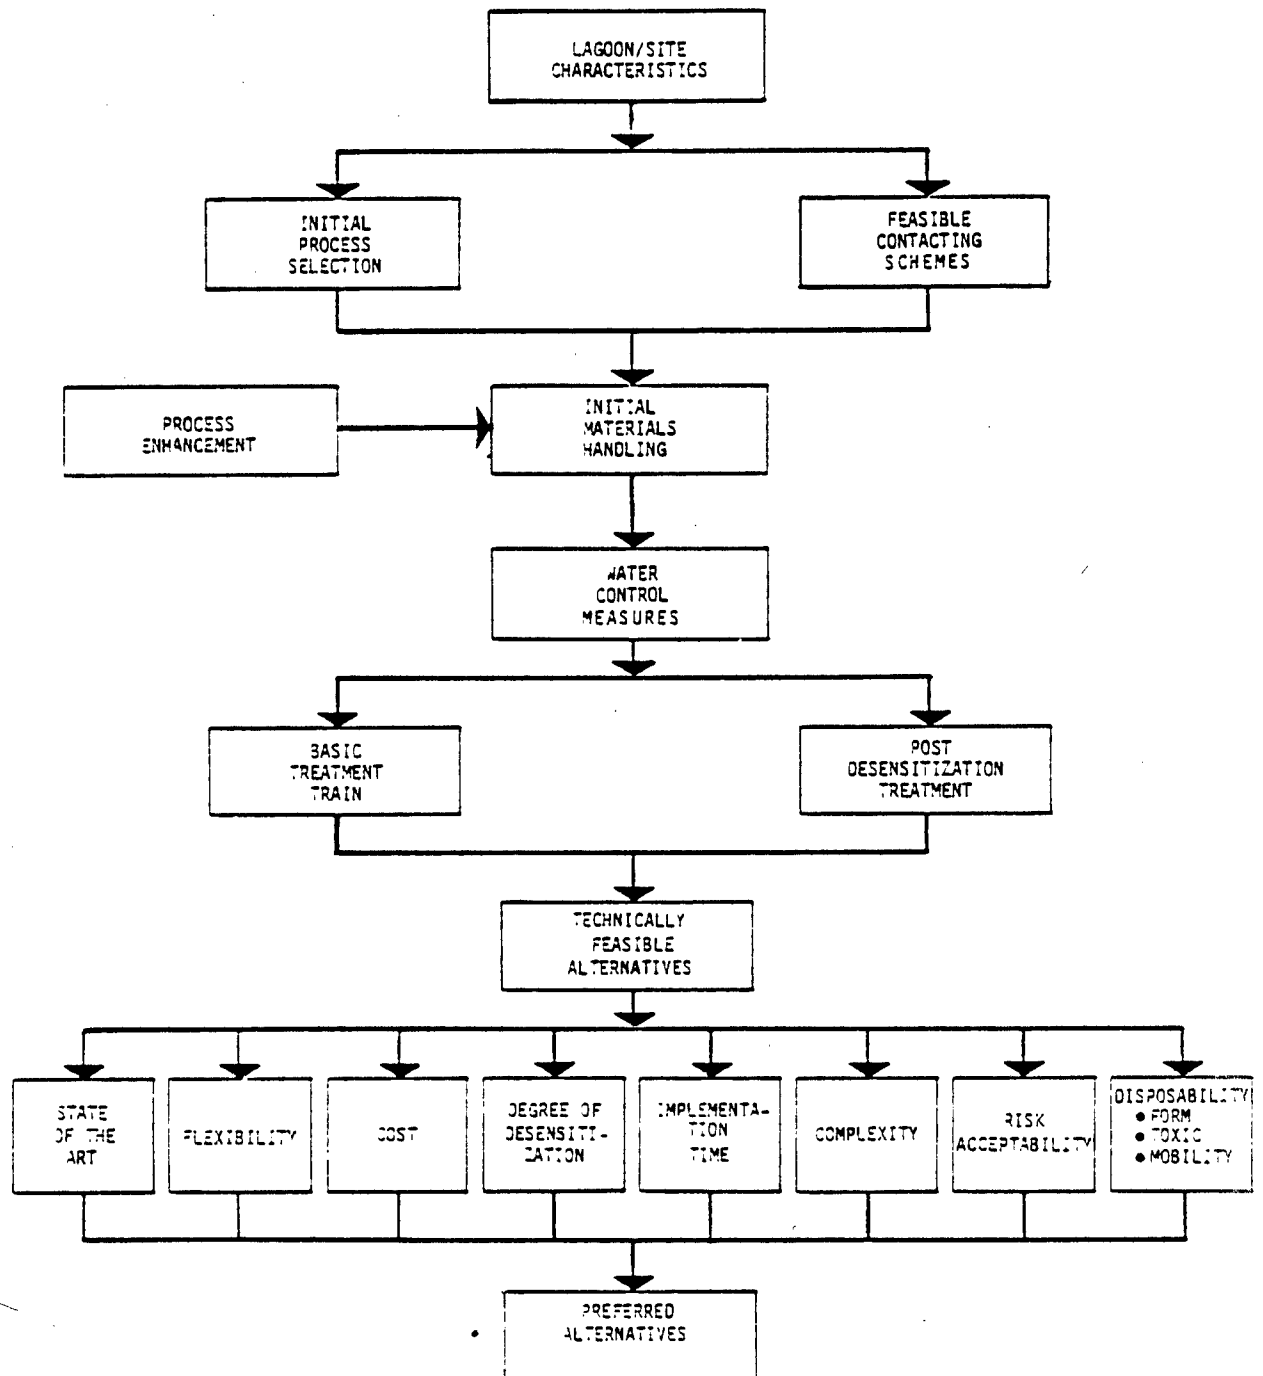 LAGOON/SITE
CHARACTERISTICS
INITIAL
PROCESS
SELECTION
FEASIBLE
CONTACTING
SCHEMES
PROCESS
ENHANCEMENT
INITIAL
MATERIALS
HANDLING
WATER
CONTROL
MEASURES
BASIC
TREATMENT
TRAIN
POST
DESENSITIZATION
TREATMENT
TECHNICALLY
FEASIBLE
ALTERNATIVES
STATE
OF THE
ART
FLEXIBILITY
COST
DEGREE OF
DESENSITI-
ZATION
IMPLEMENTA-
TION
TIME
COMPLEXITY
RISK
ACCEPTABILITY
DISPOSABILITY
● FORM
● TOXIC
● MOBILITY
PREFERRED
ALTERNATIVES